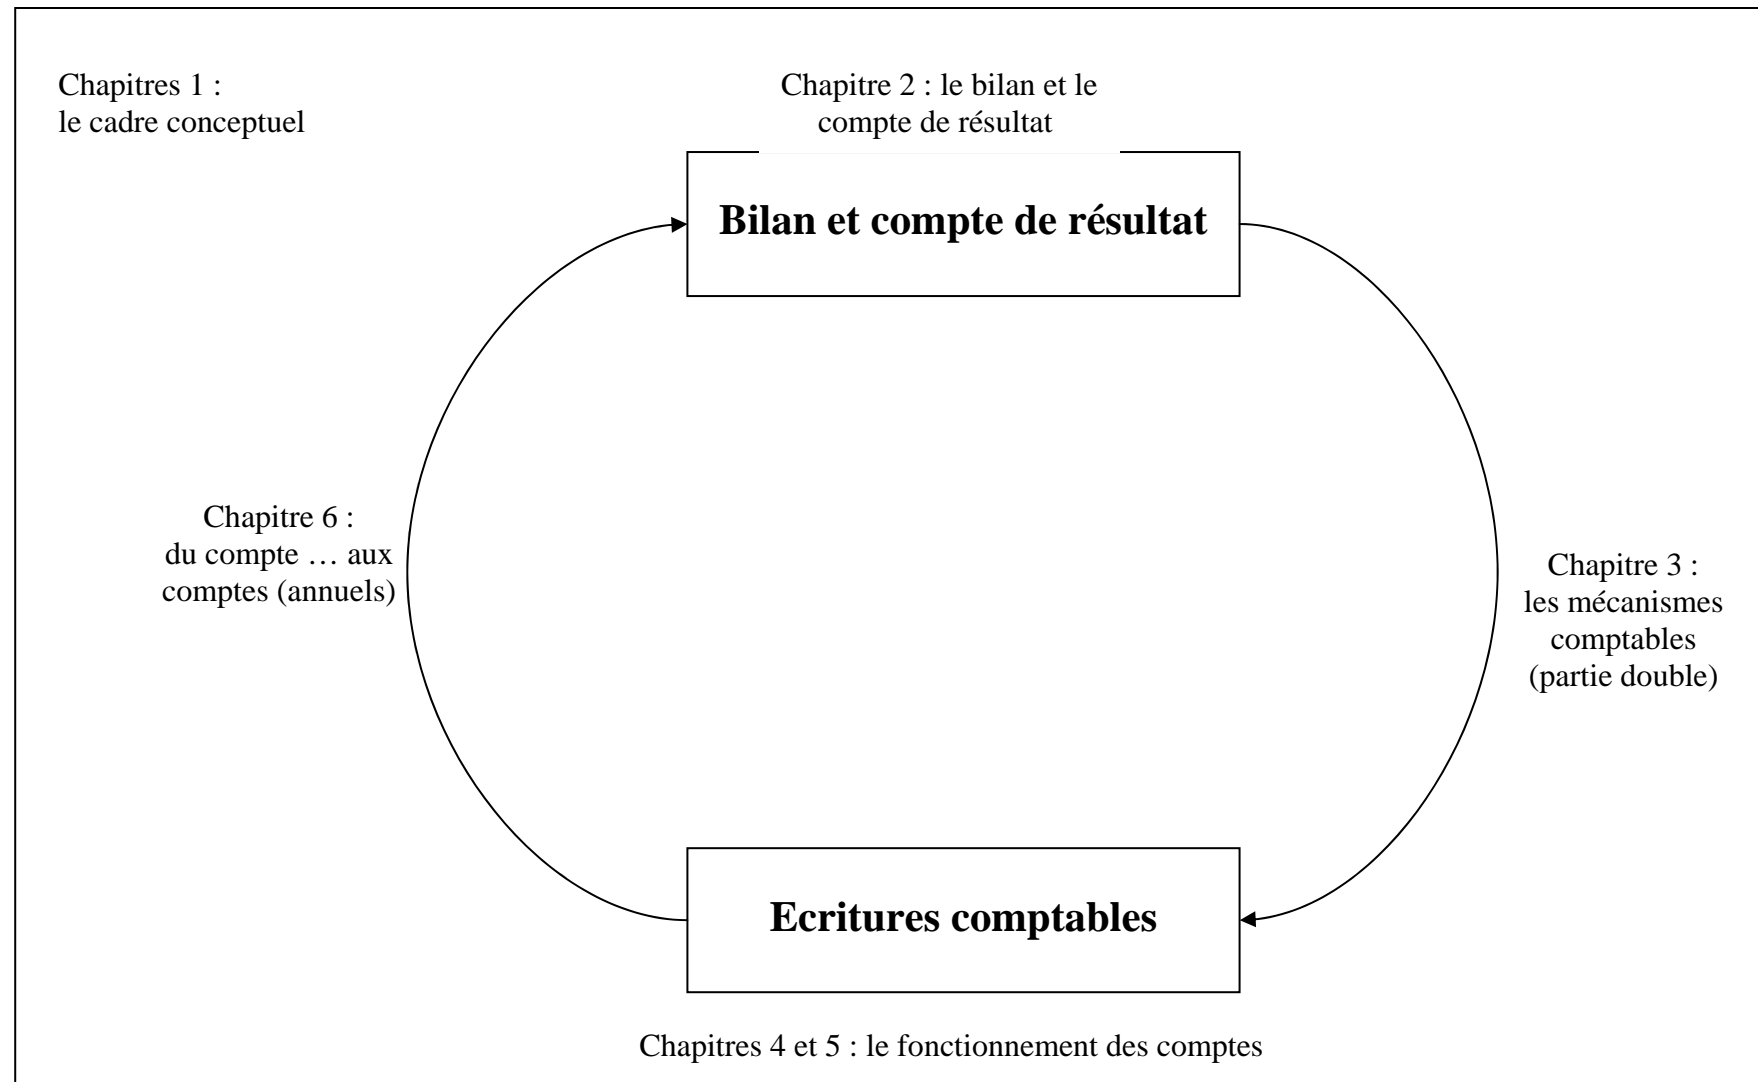 Chapitres 1 :
le cadre conceptuel
Chapitre 2 : le bilan et le
compte de résultat
Bilan et compte de résultat
Chapitre 6 :
du compte … aux
comptes (annuels)
Chapitre 3 :
les mécanismes
comptables
(partie double)
Ecritures comptables
Chapitres 4 et 5 : le fonctionnement des comptes